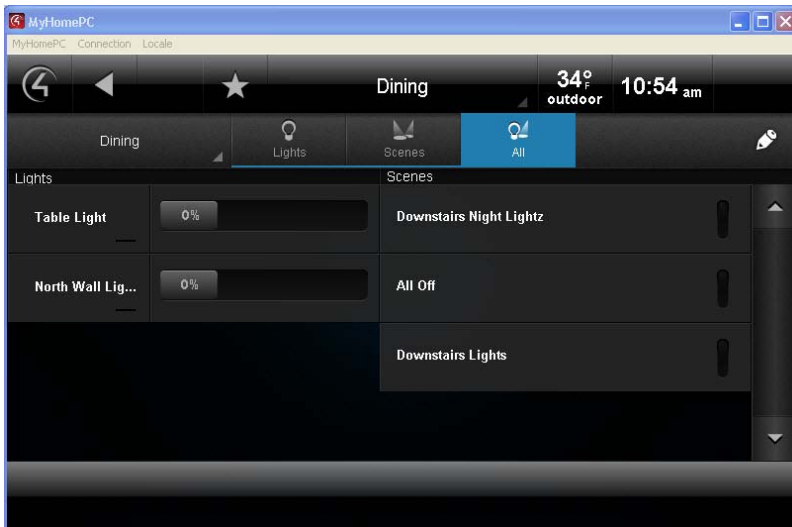 MyHomePC
MyHomePC Connection Locale
Dining
34°F
outdoor
10:54 am
Dining
Lights
Scenes
All
Lights
Scenes
Table Light
0%
Downstairs Night Lightz
North Wall Lig...
0%
All Off
Downstairs Lights